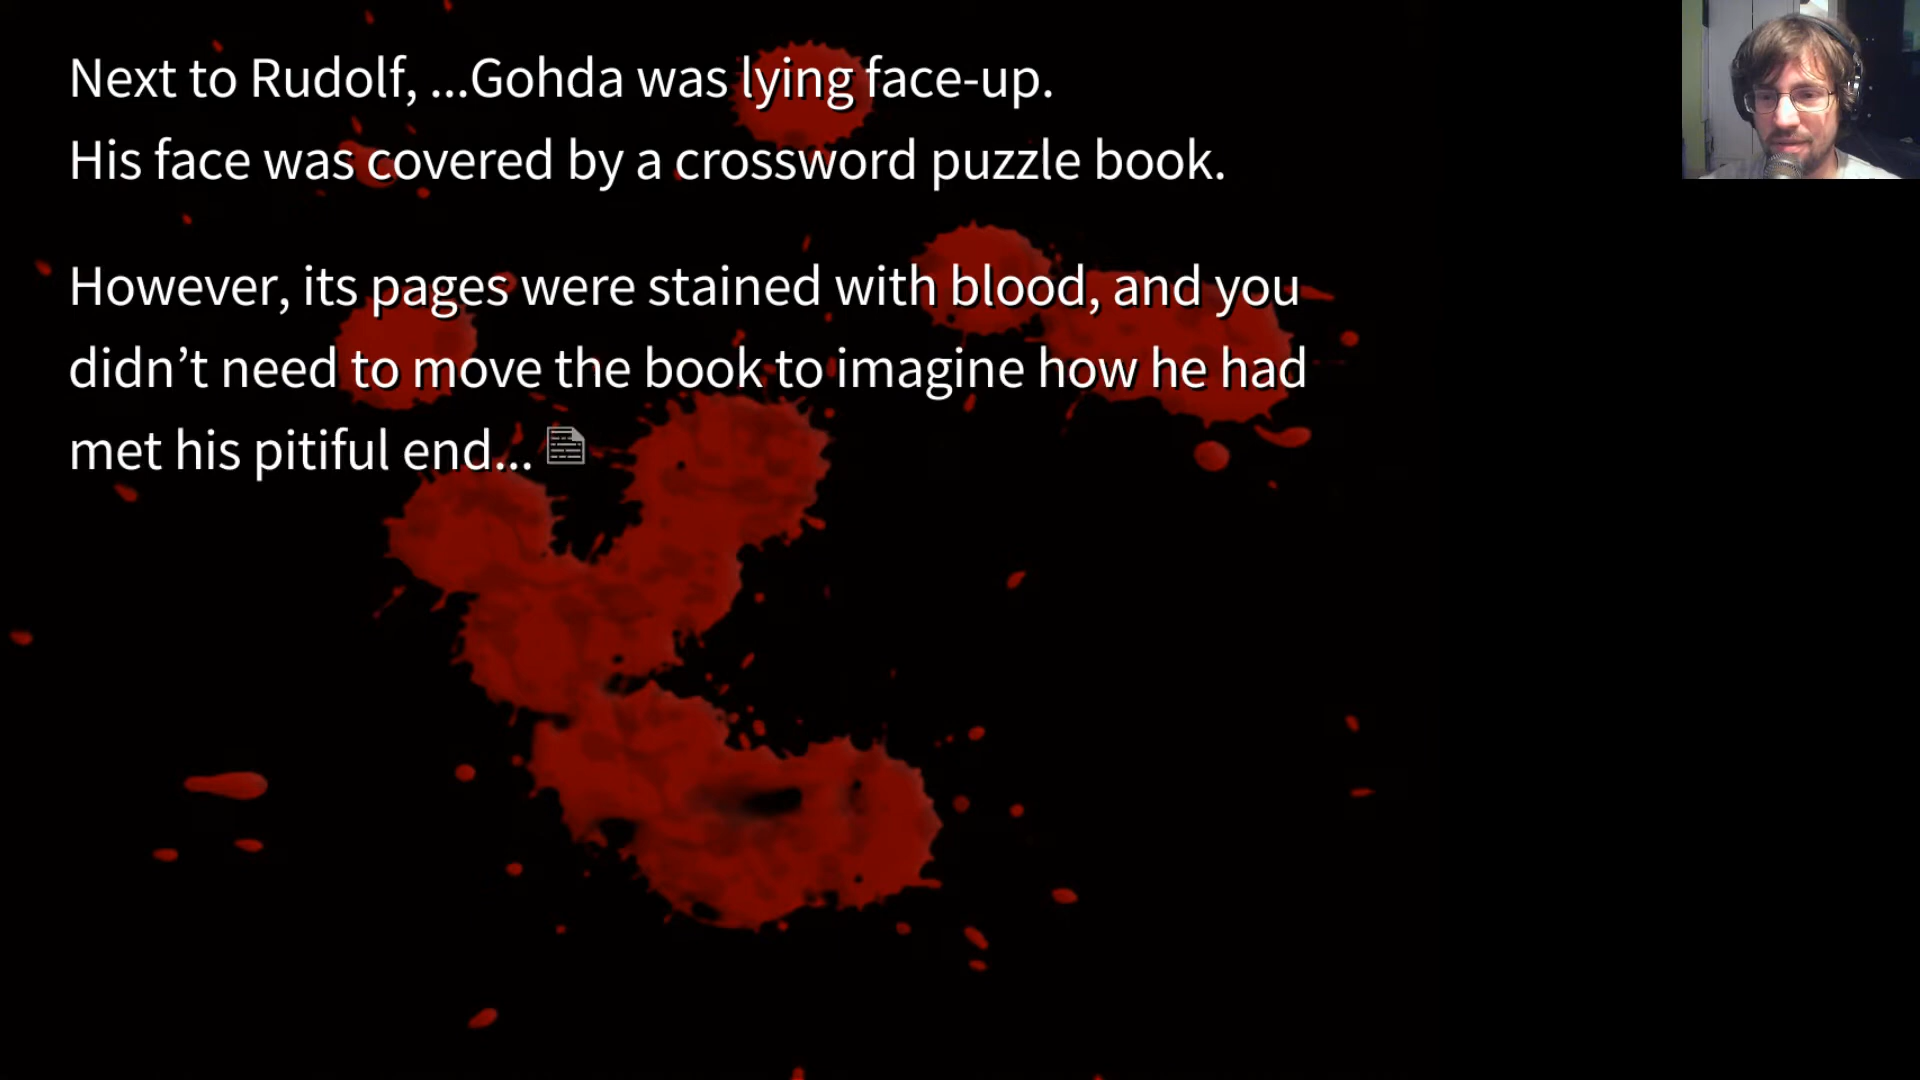 Next to Rudolf, ...Gohda was lying face-up.
His face was covered by a crossword puzzle book.
However, its pages were stained with blood, and you
didn’t need to move the book to imagine how he had
met his pitiful end...